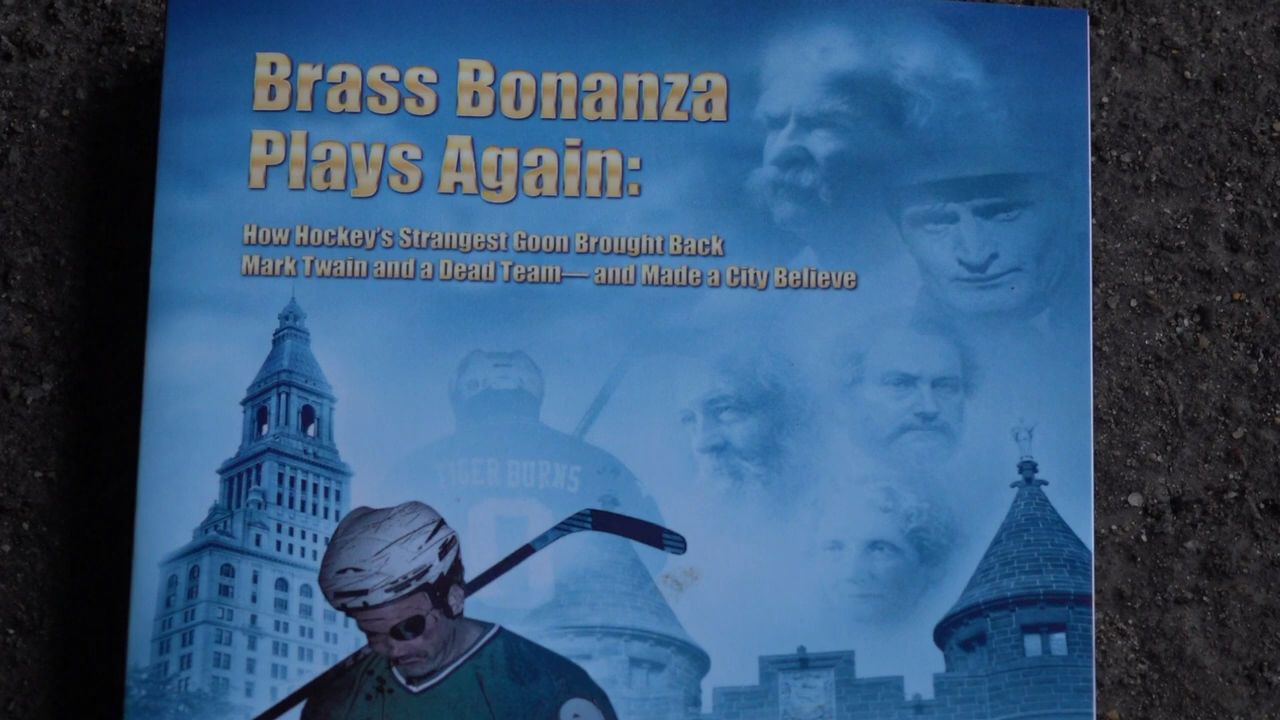 Brass Bonanza
Plays Again:
How Hockey's Strangest Goon Brought Back
Mark Twain and a Dead Team—and Made a City Believe
TIGER BURNS
0